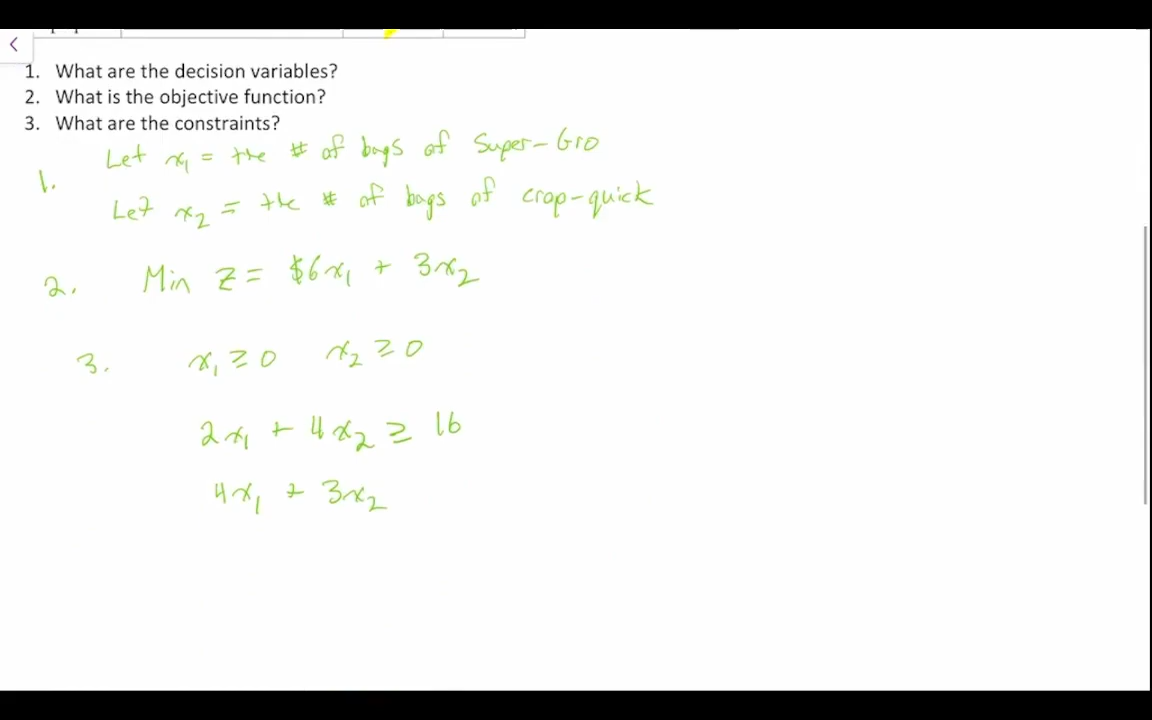 1. What are the decision variables?
2. What is the objective function?
3. What are the constraints?
1. Let x₁ = the # of bags of Super-Gro
Let x₂ = the # of bags of crop-quick
2. Min Z = $6x₁ + 3x₂
3. x₁ ≥ 0 x₂ ≥ 0
2x₁ + 4x₂ ≥ 16
4x₁ + 3x₂